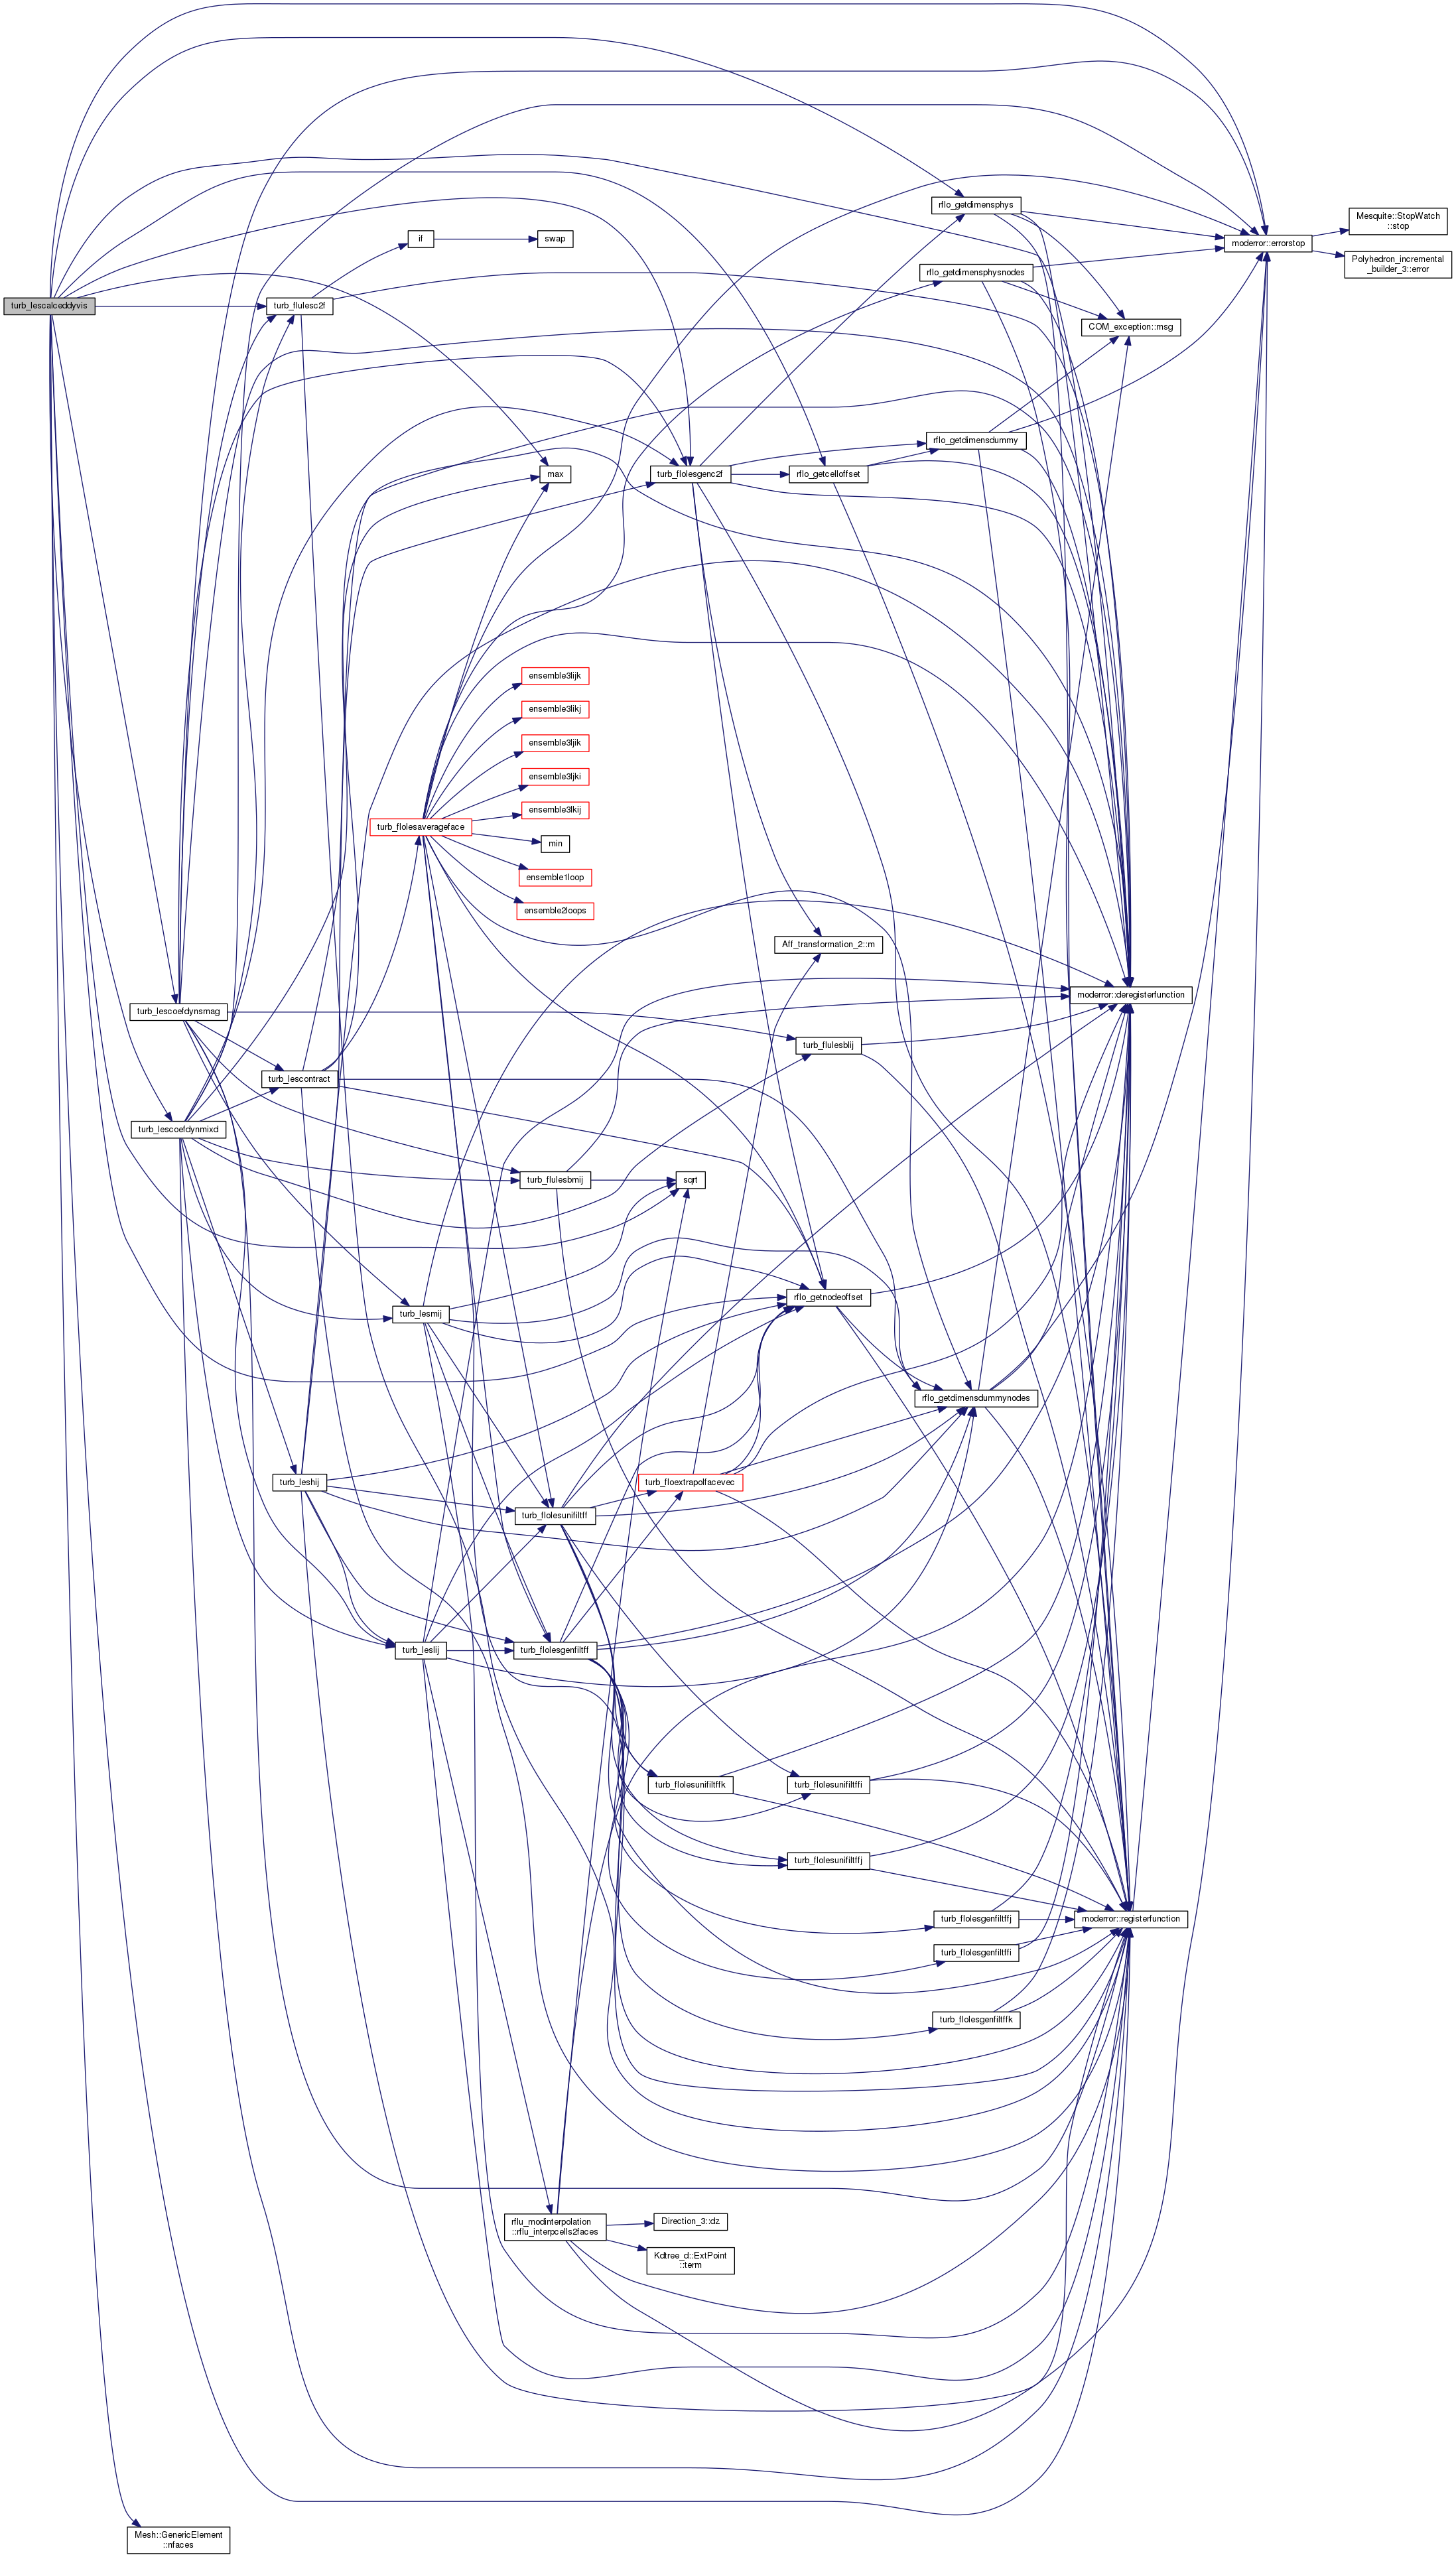 rflo_getdimensphys
Mesquite::StopWatch
::stop
if
swap
moderror::errorstop
Polyhedron_incremental
_builder_3::error
rflo_getdimensphysnodes
turb_lescalceddyvis
turb_flulesc2f
COM_exception::msg
rflo_getdimensdummy
max
turb_flolesgenc2f
rflo_getcelloffset
ensemble3lijk
ensemble3likj
ensemble3ljik
ensemble3ljki
ensemble3lkij
turb_flolesaverageface
min
ensemble1loop
ensemble2loops
Aff_transformation_2::m
moderror::deregisterfunction
turb_lescoefdynsmag
turb_flulesblij
turb_lescontract
turb_lescoefdynmixd
turb_flulesbmij
sqrt
rflo_getnodeoffset
turb_lesmij
rflo_getdimensdummynodes
turb_leshij
turb_floextrapolfacevec
turb_flolesunifiltff
turb_leslij
turb_flolesgenfiltff
turb_flolesunifiltffk
turb_flolesunifiltffi
turb_flolesunifiltffj
turb_flolesgenfiltffj
moderror::registerfunction
turb_flolesgenfiltffi
turb_flolesgenfiltffk
rflu_modinterpolation
::rflu_interpcells2faces
Direction_3::dz
Kdtree_d::ExtPoint
::term
Mesh::GenericElement
::nfaces